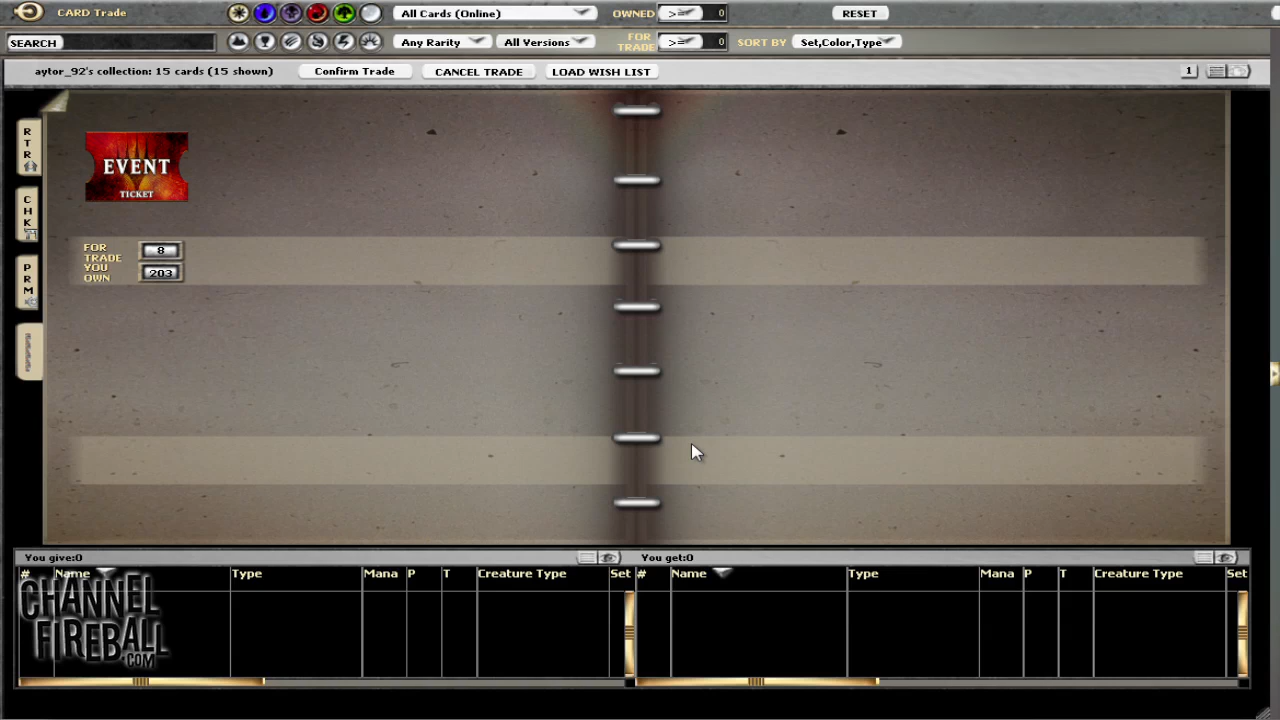 CARD Trade
All Cards (Online)
OWNED
>=
0
RESET
SEARCH
Any Rarity
All Versions
FOR TRADE
>=
0
SORT BY
Set,Color,Type
aytor_92's collection: 15 cards (15 shown)
Confirm Trade
CANCEL TRADE
LOAD WISH LIST
1
RTR
CHK
PRM
EVENT
TICKET
FOR TRADE
8
YOU OWN
203
You give:0
You get:0
# Name Type Mana P T Creature Type Set
# Name Type Mana P T Creature Type Set
CHANNEL
FIREBALL
.COM